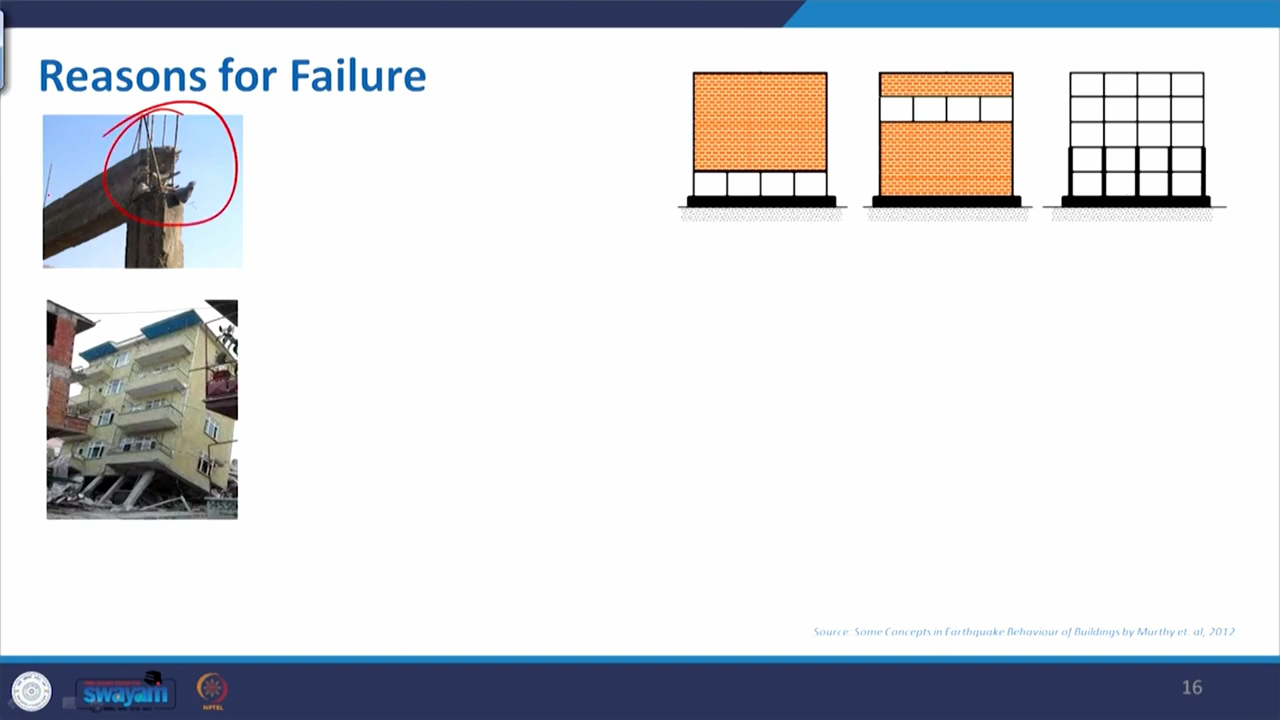 Reasons for Failure
Source: Some Concepts in Earthquake Behaviour of Buildings by Murthy et. al, 2012
swayam
NPTEL
16